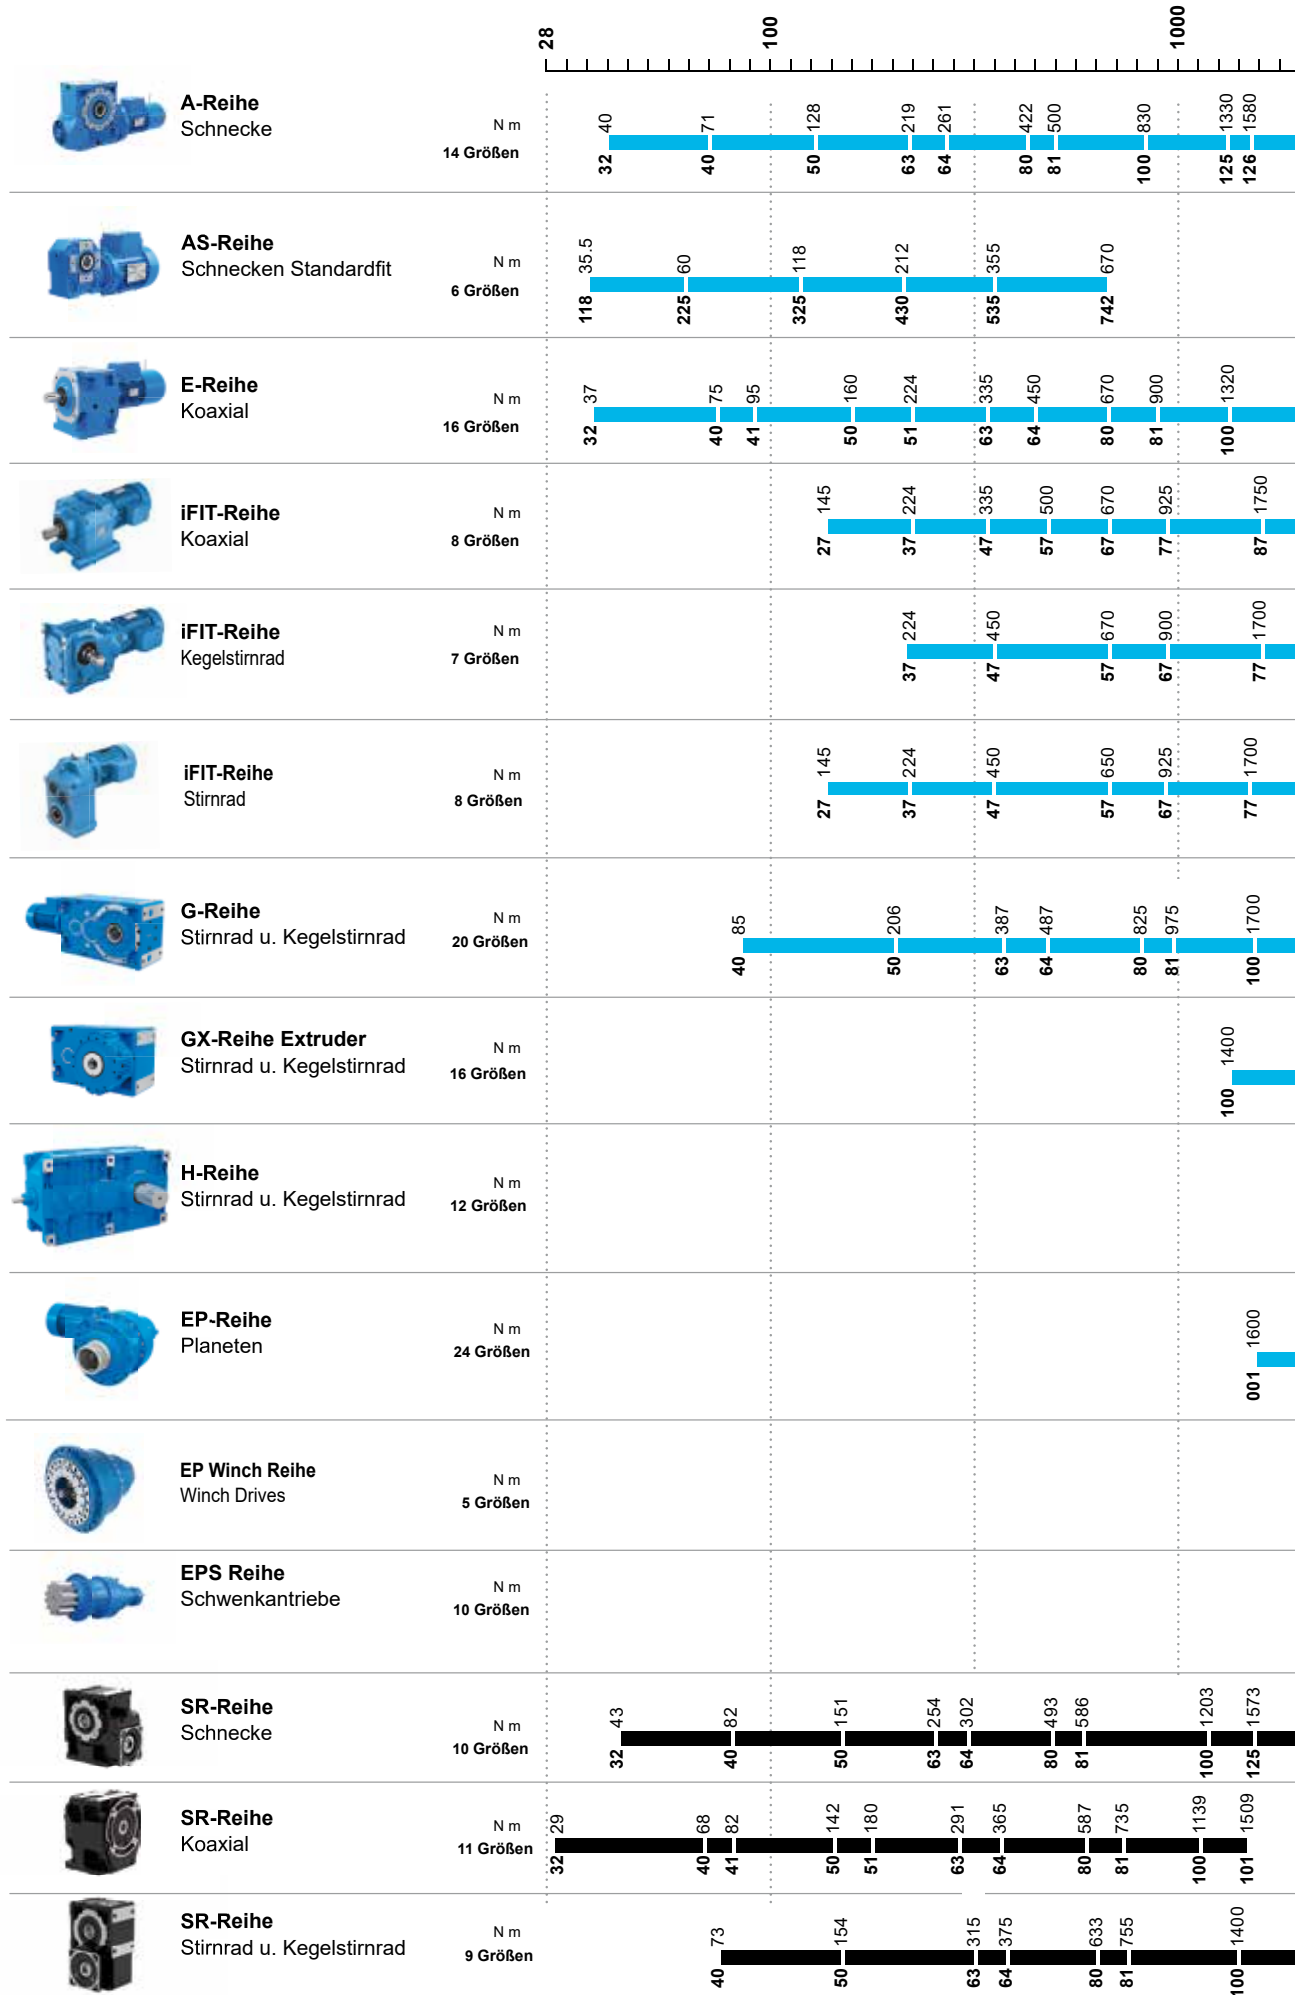 28 100 1000
A-Reihe
Schnecke
N m
14 Größen
40 71 128 219 261 422 500 830 1330 1580
32 40 50 63 64 80 81 100 125 126
AS-Reihe
Schnecken Standardfit
N m
6 Größen
35.5 60 118 212 355 670
118 225 325 430 535 742
E-Reihe
Koaxial
N m
16 Größen
37 75 95 160 224 335 450 670 900 1320
32 40 41 50 51 63 64 80 81 100
iFIT-Reihe
Koaxial
N m
8 Größen
145 224 335 500 670 925 1750
27 37 47 57 67 77 87
iFIT-Reihe
Kegelstirnrad
N m
7 Größen
224 450 670 900 1700
37 47 57 67 77
iFIT-Reihe
Stirnrad
N m
8 Größen
145 224 450 650 925 1700
27 37 47 57 67 77
G-Reihe
Stirnrad u. Kegelstirnrad
N m
20 Größen
85 206 387 487 825 975 1700
40 50 63 64 80 81 100
GX-Reihe Extruder
Stirnrad u. Kegelstirnrad
N m
16 Größen
1400
100
H-Reihe
Stirnrad u. Kegelstirnrad
N m
12 Größen
EP-Reihe
Planeten
N m
24 Größen
1600
001
EP Winch Reihe
Winch Drives
N m
5 Größen
EPS Reihe
Schwenkantriebe
N m
10 Größen
SR-Reihe
Schnecke
N m
10 Größen
43 82 151 254 302 493 586 1203 1573
32 40 50 63 64 80 81 100 125
SR-Reihe
Koaxial
N m
11 Größen
29 68 82 142 180 291 365 587 735 1139 1509
32 40 41 50 51 63 64 80 81 100 101
SR-Reihe
Stirnrad u. Kegelstirnrad
N m
9 Größen
73 154 315 375 633 755 1400
40 50 63 64 80 81 100